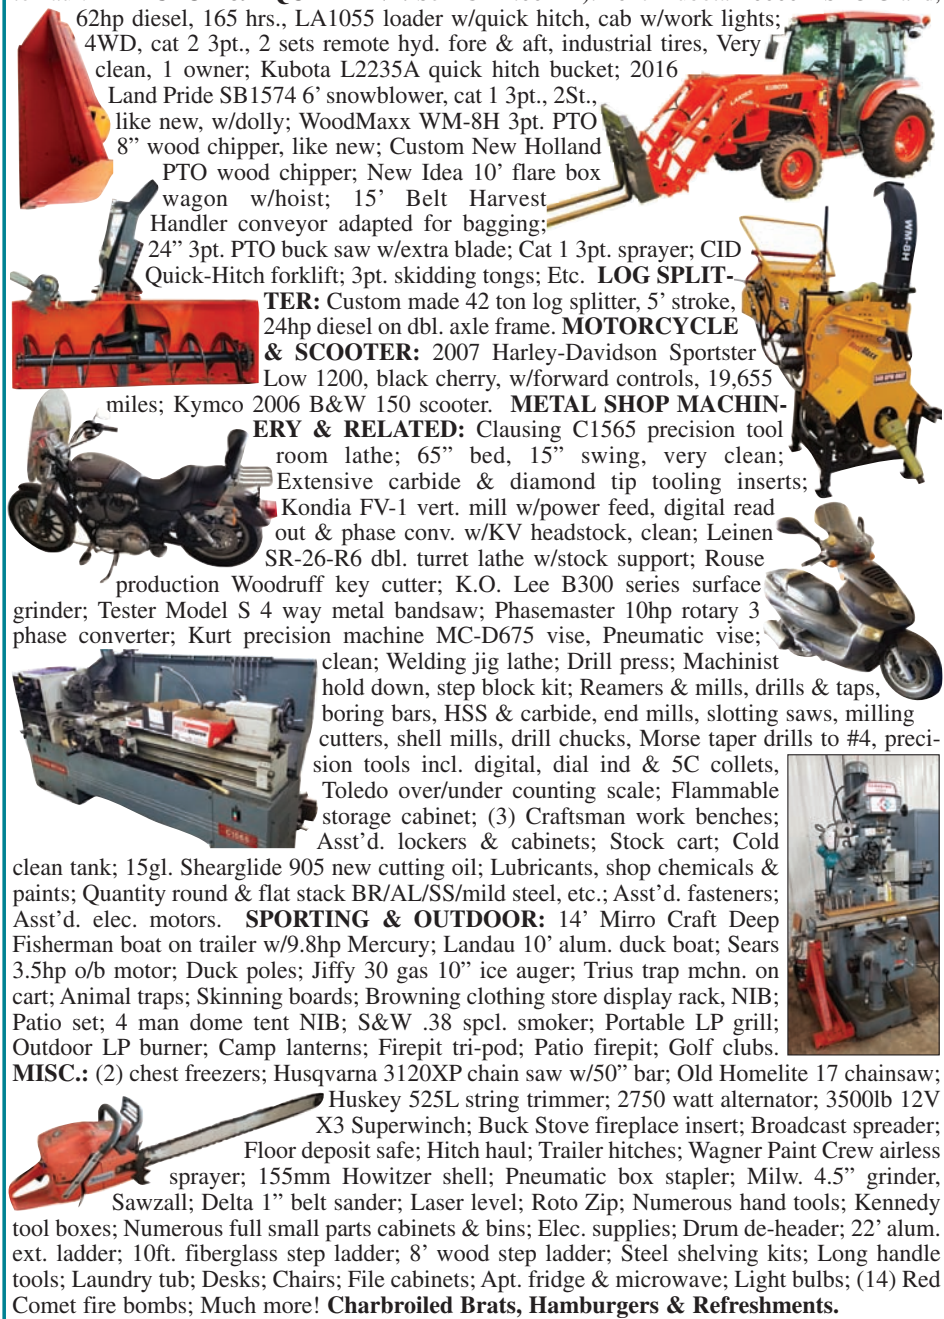 62hp diesel, 165 hrs., LA1055 loader w/quick hitch, cab w/work lights;
4WD, cat 2 3pt., 2 sets remote hyd. fore & aft, industrial tires, Very
clean, 1 owner; Kubota L2235A quick hitch bucket; 2016
Land Pride SB1574 6’ snowblower, cat 1 3pt., 2St.,
like new, w/dolly; WoodMaxx WM-8H 3pt. PTO
8” wood chipper, like new; Custom New Holland
PTO wood chipper; New Idea 10’ flare box
wagon w/hoist; 15’ Belt Harvest
Handler conveyor adapted for bagging;
24” 3pt. PTO buck saw w/extra blade; Cat 1 3pt. sprayer; CID
Quick-Hitch forklift; 3pt. skidding tongs; Etc. LOG SPLIT-
TER: Custom made 42 ton log splitter, 5’ stroke,
24hp diesel on dbl. axle frame. MOTORCYCLE
& SCOOTER: 2007 Harley-Davidson Sportster
Low 1200, black cherry, w/forward controls, 19,655
miles; Kymco 2006 B&W 150 scooter. METAL SHOP MACHIN-
ERY & RELATED: Clausing C1565 precision tool
room lathe; 65” bed, 15” swing, very clean;
Extensive carbide & diamond tip tooling inserts;
Kondia FV-1 vert. mill w/power feed, digital read
out & phase conv. w/KV headstock, clean; Leinen
SR-26-R6 dbl. turret lathe w/stock support; Rouse
production Woodruff key cutter; K.O. Lee B300 series surface
grinder; Tester Model S 4 way metal bandsaw; Phasemaster 10hp rotary 3
phase converter; Kurt precision machine MC-D675 vise, Pneumatic vise;
clean; Welding jig lathe; Drill press; Machinist
hold down, step block kit; Reamers & mills, drills & taps,
boring bars, HSS & carbide, end mills, slotting saws, milling
cutters, shell mills, drill chucks, Morse taper drills to #4, preci-
sion tools incl. digital, dial ind & 5C collets,
Toledo over/under counting scale; Flammable
storage cabinet; (3) Craftsman work benches;
Asst’d. lockers & cabinets; Stock cart; Cold
clean tank; 15gl. Shearglide 905 new cutting oil; Lubricants, shop chemicals &
paints; Quantity round & flat stack BR/AL/SS/mild steel, etc.; Asst’d. fasteners;
Asst’d. elec. motors. SPORTING & OUTDOOR: 14’ Mirro Craft Deep
Fisherman boat on trailer w/9.8hp Mercury; Landau 10’ alum. duck boat; Sears
3.5hp o/b motor; Duck poles; Jiffy 30 gas 10” ice auger; Trius trap mchn. on
cart; Animal traps; Skinning boards; Browning clothing store display rack, NIB;
Patio set; 4 man dome tent NIB; S&W .38 spcl. smoker; Portable LP grill;
Outdoor LP burner; Camp lanterns; Firepit tri-pod; Patio firepit; Golf clubs.
MISC.: (2) chest freezers; Husqvarna 3120XP chain saw w/50” bar; Old Homelite 17 chainsaw;
Huskey 525L string trimmer; 2750 watt alternator; 3500lb 12V
X3 Superwinch; Buck Stove fireplace insert; Broadcast spreader;
Floor deposit safe; Hitch haul; Trailer hitches; Wagner Paint Crew airless
sprayer; 155mm Howitzer shell; Pneumatic box stapler; Milw. 4.5” grinder,
Sawzall; Delta 1” belt sander; Laser level; Roto Zip; Numerous hand tools; Kennedy
tool boxes; Numerous full small parts cabinets & bins; Elec. supplies; Drum de-header; 22’ alum.
ext. ladder; 10ft. fiberglass step ladder; 8’ wood step ladder; Steel shelving kits; Long handle
tools; Laundry tub; Desks; Chairs; File cabinets; Apt. fridge & microwave; Light bulbs; (14) Red
Comet fire bombs; Much more! Charbroiled Brats, Hamburgers & Refreshments.
KUBOTA
WM-8H
C1565